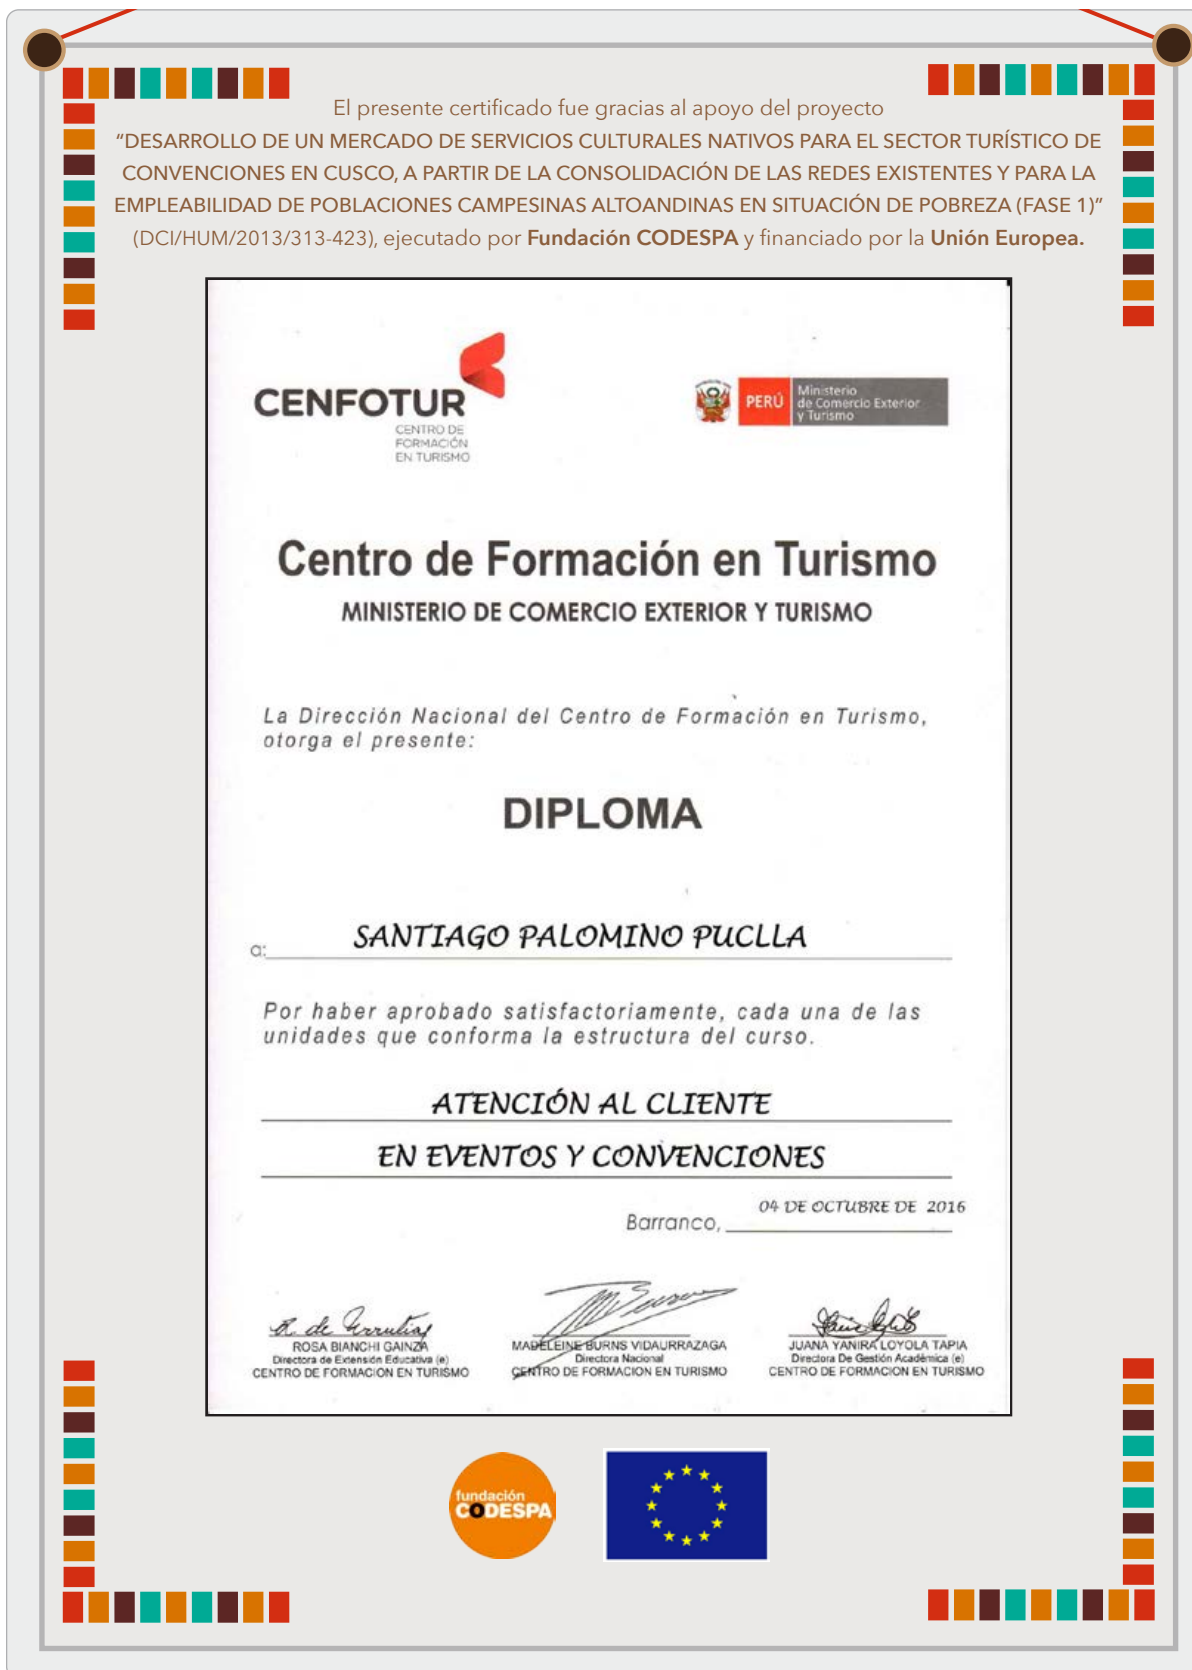 El presente certificado fue gracias al apoyo del proyecto
“DESARROLLO DE UN MERCADO DE SERVICIOS CULTURALES NATIVOS PARA EL SECTOR TURÍSTICO DE
CONVENCIONES EN CUSCO, A PARTIR DE LA CONSOLIDACIÓN DE LAS REDES EXISTENTES Y PARA LA
EMPLEABILIDAD DE POBLACIONES CAMPESINAS ALTOANDINAS EN SITUACIÓN DE POBREZA (FASE 1)”
(DCI/HUM/2013/313-423), ejecutado por Fundación CODESPA y financiado por la Unión Europea.
CENFOTUR
CENTRO DE
FORMACIÓN
EN TURISMO
PERÚ
Ministerio
de Comercio Exterior
y Turismo
Centro de Formación en Turismo
MINISTERIO DE COMERCIO EXTERIOR Y TURISMO
La Dirección Nacional del Centro de Formación en Turismo,
otorga el presente:
DIPLOMA
a: SANTIAGO PALOMINO PUCLLA
Por haber aprobado satisfactoriamente, cada una de las
unidades que conforma la estructura del curso.
ATENCIÓN AL CLIENTE
EN EVENTOS Y CONVENCIONES
Barranco, 04 DE OCTUBRE DE 2016
R. de Urrutia
ROSA BIANCHI GAINZA
Directora de Extensión Educativa (e)
CENTRO DE FORMACION EN TURISMO
MADELEINE BURNS VIDAURRAZAGA
Directora Nacional
CENTRO DE FORMACION EN TURISMO
JUANA YANIRA LOYOLA TAPIA
Directora De Gestión Académica (e)
CENTRO DE FORMACION EN TURISMO
fundación
CODESPA